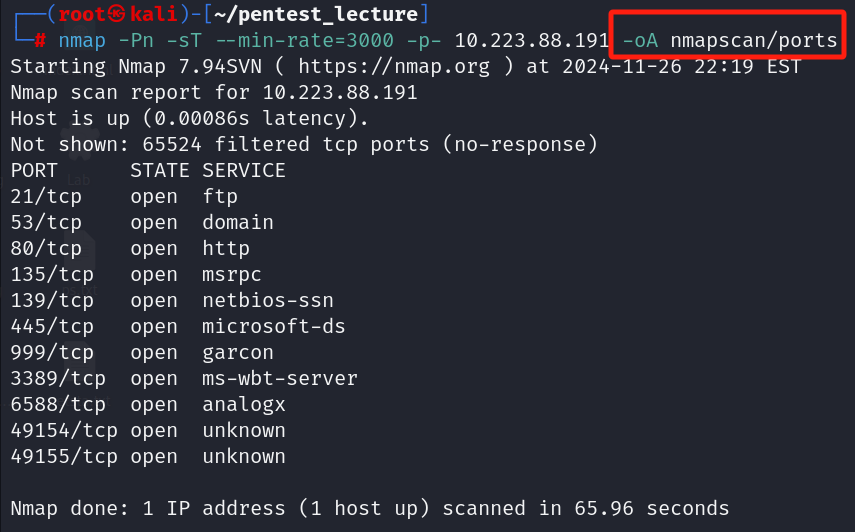 ┌──(root㉿kali)-[~/pentest_lecture]
└─# nmap -Pn -sT --min-rate=3000 -p- 10.223.88.191 -oA nmapscan/ports
Starting Nmap 7.94SVN ( https://nmap.org ) at 2024-11-26 22:19 EST
Nmap scan report for 10.223.88.191
Host is up (0.00086s latency).
Not shown: 65524 filtered tcp ports (no-response)
PORT      STATE SERVICE
21/tcp    open  ftp
53/tcp    open  domain
80/tcp    open  http
135/tcp   open  msrpc
139/tcp   open  netbios-ssn
445/tcp   open  microsoft-ds
999/tcp   open  garcon
3389/tcp  open  ms-wbt-server
6588/tcp  open  analogx
49154/tcp open  unknown
49155/tcp open  unknown
Nmap done: 1 IP address (1 host up) scanned in 65.96 seconds